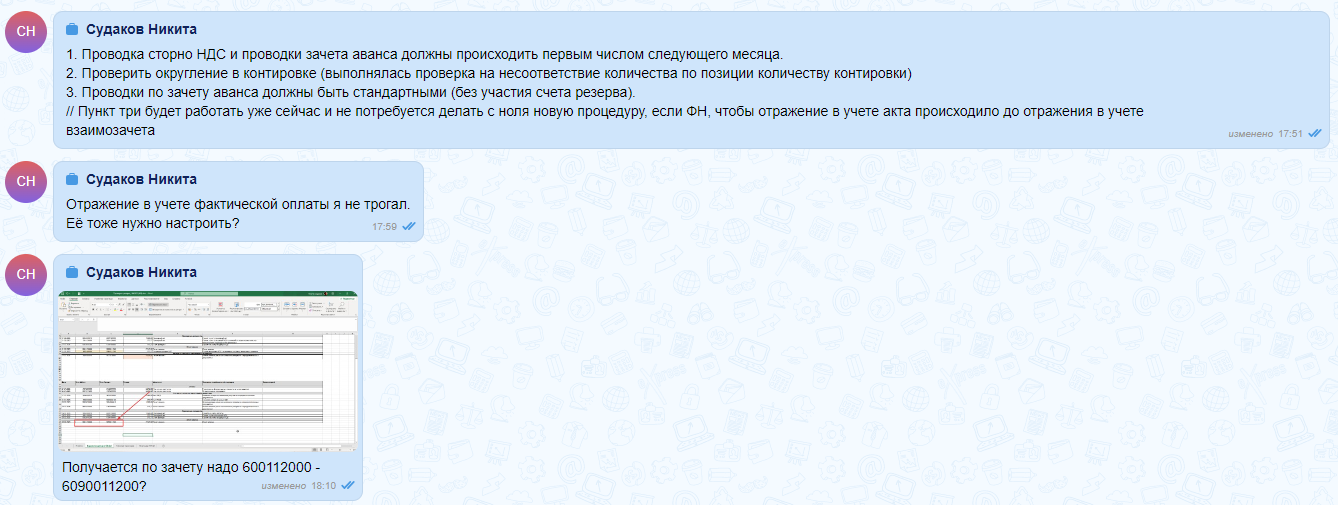 СН
Судаков Никита
1. Проводка сторно НДС и проводки зачета аванса должны происходить первым числом следующего месяца.
2. Проверить округление в контировке (выполнялась проверка на несоответствие количества по позиции количеству контировки)
3. Проводки по зачету аванса должны быть стандартными (без участия счета резерва).
// Пункт три будет работать уже сейчас и не потребуется делать с ноля новую процедуру, если ФН, чтобы отражение в учете акта происходило до отражения в учете
взаимозачета
изменено 17:51
СН
Судаков Никита
Отражение в учете фактической оплаты я не трогал.
Её тоже нужно настроить?
17:59
СН
Судаков Никита
Получается по зачету надо 600112000 -
6090011200?
изменено 18:10